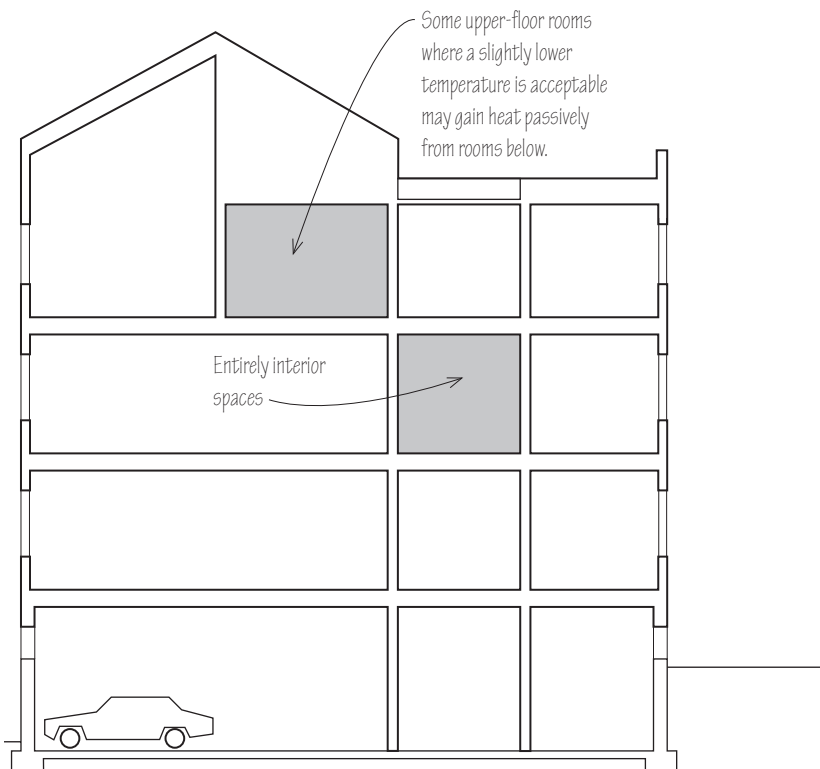 Some upper-floor rooms
where a slightly lower
temperature is acceptable
may gain heat passively
from rooms below.
Entirely interior
spaces